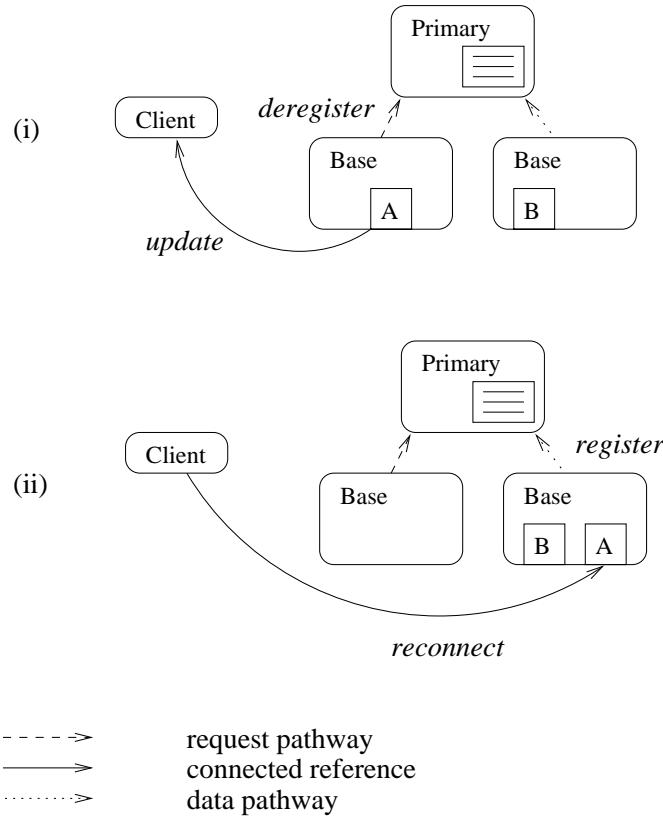 Primary
deregister
(i)
Client
Base
Base
A
B
update
Primary
register
(ii)
Client
Base
Base
B
A
reconnect
request pathway
connected reference
data pathway